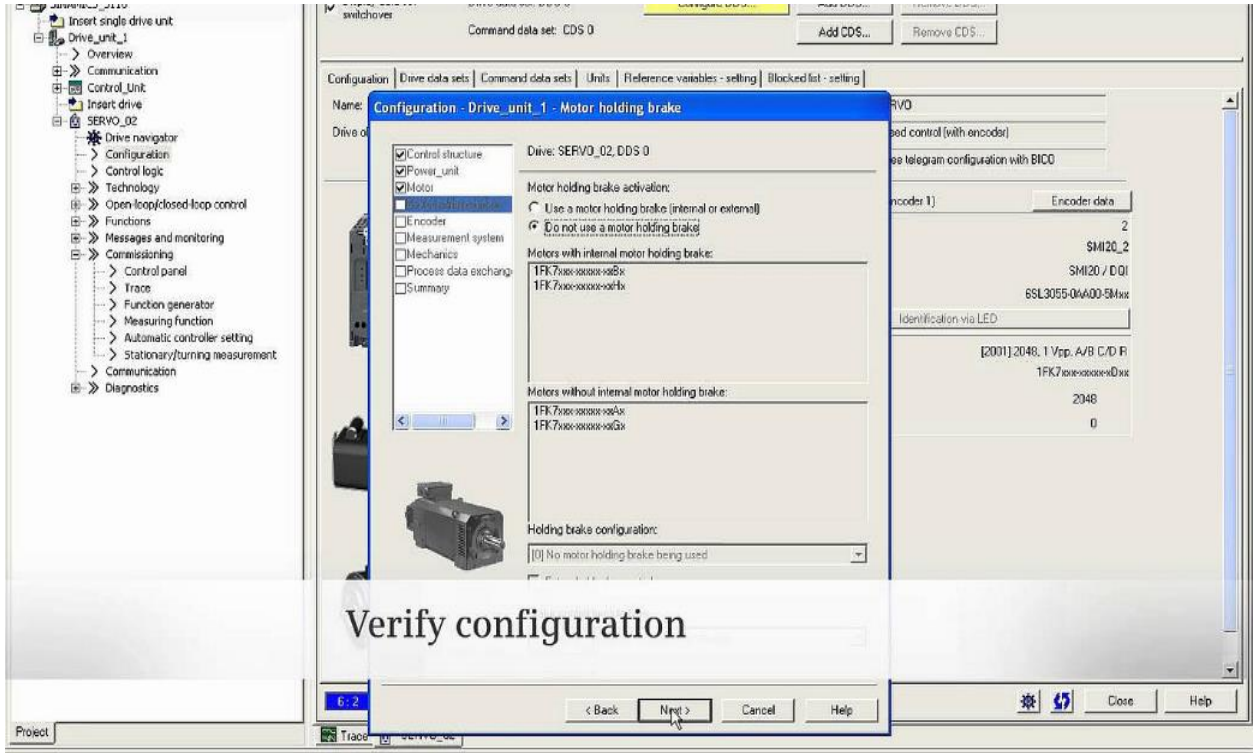 Insert single drive unit
Drive_unit_1
Overview
Communication
Control_Unit
Insert drive
SERVO_02
Drive navigator
Configuration
Control logic
Technology
Open-loop/closed-loop control
Functions
Messages and monitoring
Commissioning
Control panel
Trace
Function generator
Measuring function
Automatic controller setting
Stationary/turning measurement
Communication
Diagnostics
Project
switchover
Command data set: CDS 0
Add CDS...
Remove CDS...
Configuration
Drive data sets
Command data sets
Units
Reference variables - setting
Blocked list - setting
Name:
Configuration - Drive_unit_1 - Motor holding brake
Control structure
Power_unit
Motor
Encoder
Measurement system
Mechanics
Process data exchang
Summary
Drive: SERVO_02, DDS 0
Motor holding brake activation:
Use a motor holding brake (internal or external)
Do not use a motor holding brake
Motors with internal motor holding brake:
1FK7xxx-xxxxx-xxBx
1FK7xxx-xxxxx-xxHx
Motors without internal motor holding brake:
1FK7xxx-xxxxx-xxAx
1FK7xxx-xxxxx-xxGx
Holding brake configuration:
[0] No motor holding brake being used
Verify configuration
< Back
Next >
Cancel
Help
control (with encoder)
telegram configuration with BICO
Encoder data
2
SMI20_2
SMI20 / DQI
6SL3055-0AA00-5Mxx
Identification via LED
[2001] 2048, 1 Vpp, A/B C/D R
1FK7xxx-xxxxx-xDxx
2048
0
Close
Help
Trace